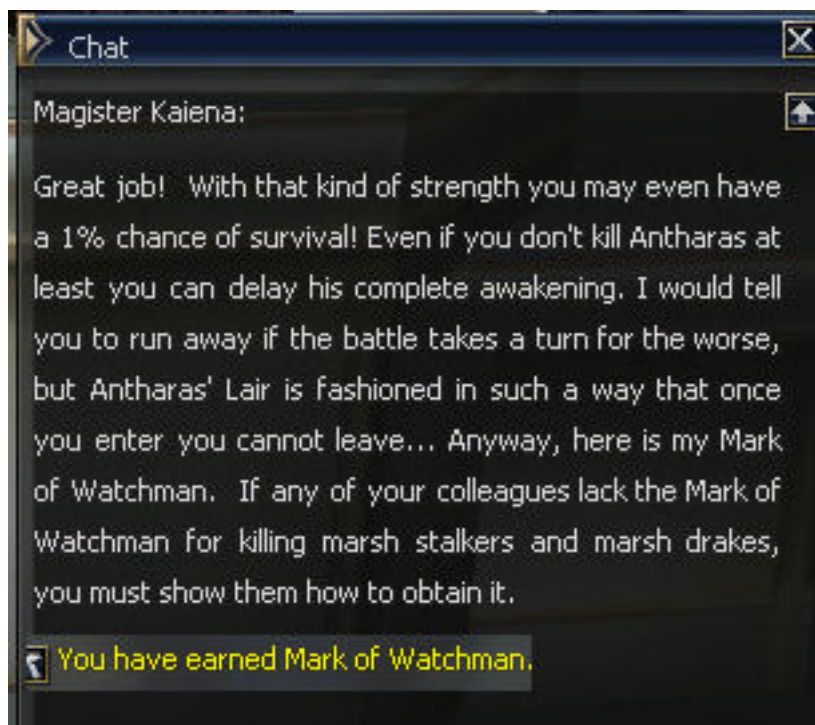 Chat
Magister Kaiena:
Great job!  With that kind of strength you may even have
a 1% chance of survival! Even if you don't kill Antharas at
least you can delay his complete awakening. I would tell
you to run away if the battle takes a turn for the worse,
but Antharas' Lair is fashioned in such a way that once
you enter you cannot leave... Anyway, here is my Mark
of Watchman.  If any of your colleagues lack the Mark of
Watchman for killing marsh stalkers and marsh drakes,
you must show them how to obtain it.
You have earned Mark of Watchman.